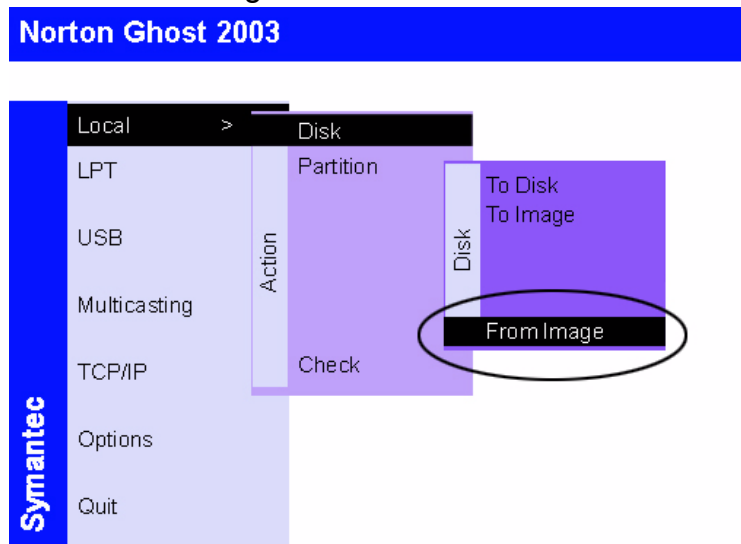 Norton Ghost 2003
Local >
LPT
USB
Multicasting
TCP/IP
Options
Quit
Symantec
Action
Disk
Partition
Check
Disk
To Disk
To Image
From Image